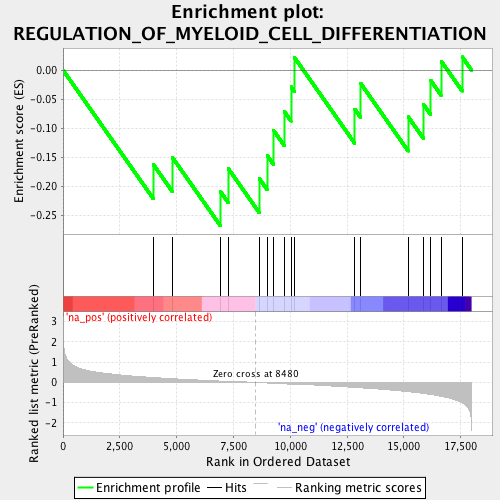 Enrichment plot:
REGULATION_OF_MYELOID_CELL_DIFFERENTIATION
Enrichment score (ES)
0.00
-0.05
-0.10
-0.15
-0.20
-0.25
'na_pos' (positively correlated)
Ranked list metric (PreRanked)
3
2
1
0
-1
-2
Zero cross at 8480
'na_neg' (negatively correlated)
0 2,500 5,000 7,500 10,000 12,500 15,000 17,500
Rank in Ordered Dataset
Enrichment profile Hits Ranking metric scores